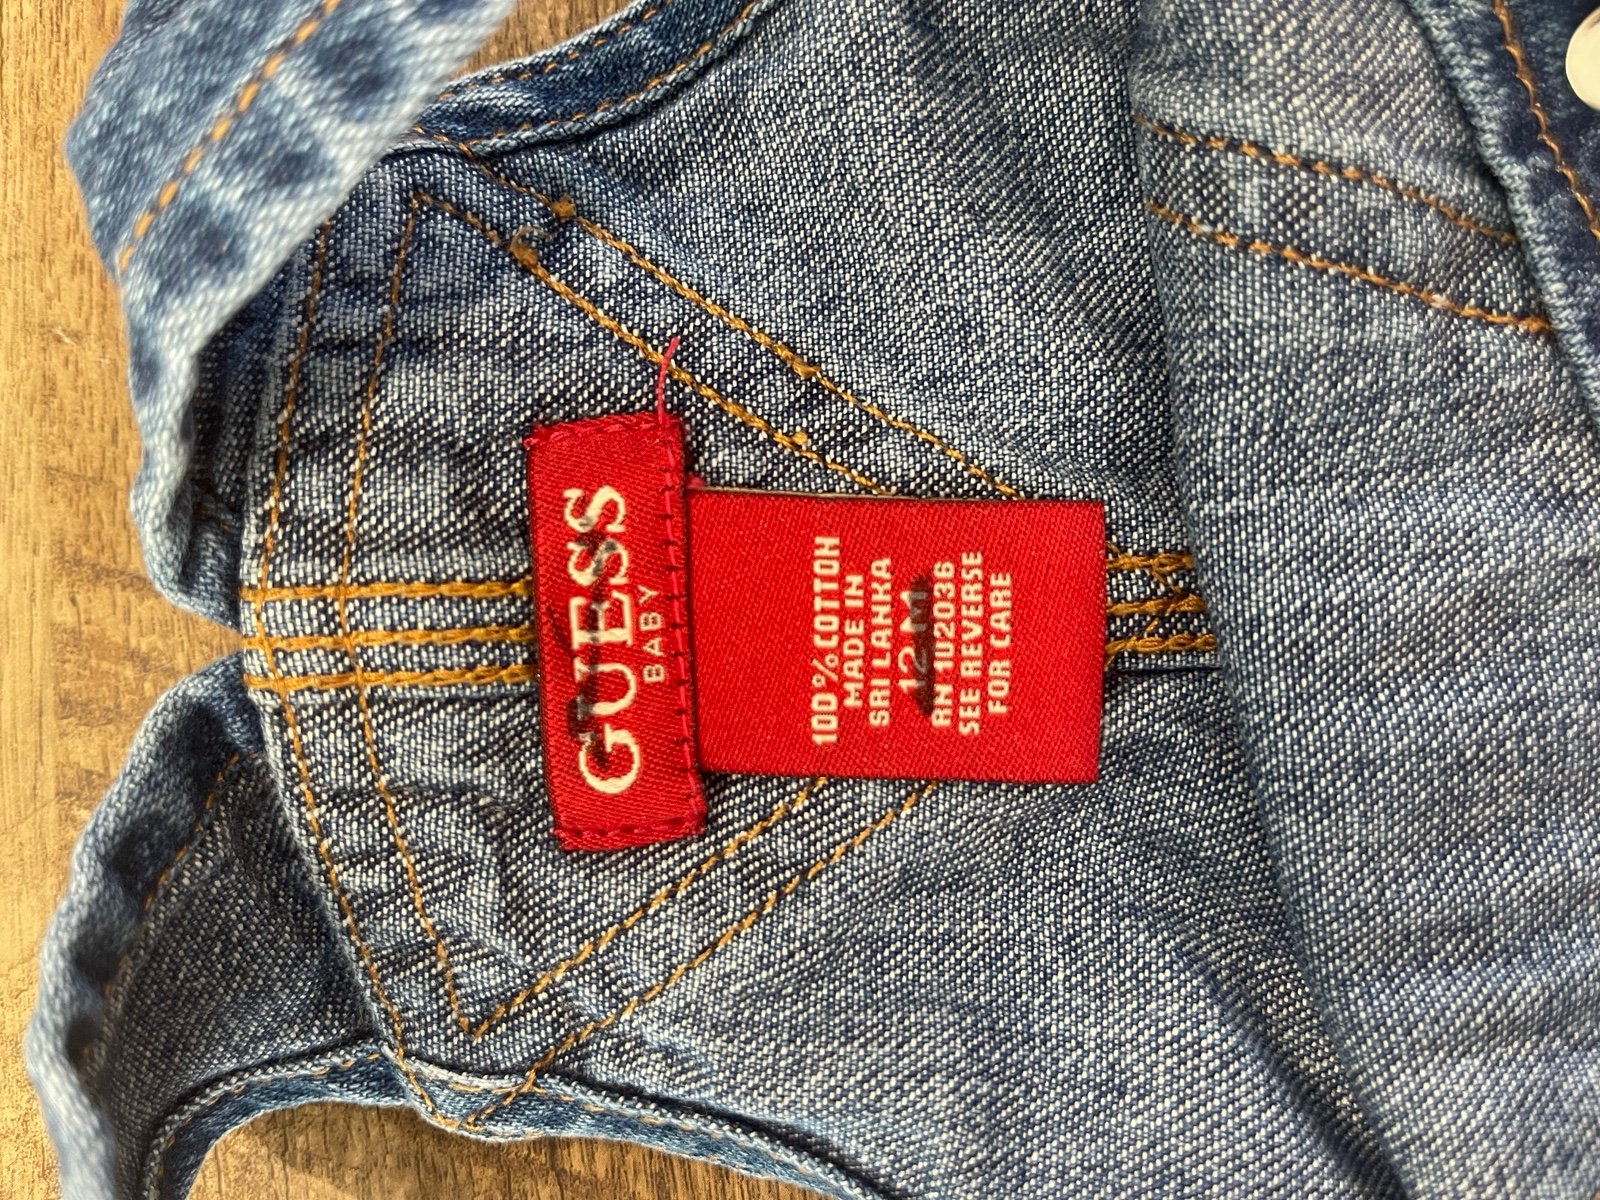 GUESS
BABY
100% COTTON
MADE IN
SRI LANKA
12M
RN 102036
SEE REVERSE
FOR CARE